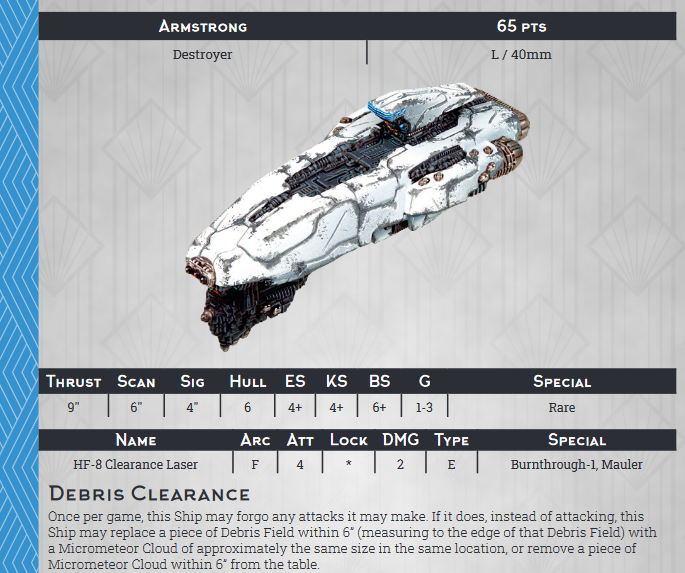 Armstrong 65 pts
Destroyer L / 40mm
Thrust Scan Sig Hull ES KS BS G Special
9" 6" 4" 6 4+ 4+ 6+ 1-3 Rare
Name Arc Att Lock DMG Type Special
HF-8 Clearance Laser F 4 * 2 E Burnthrough-1, Mauler
Debris Clearance
Once per game, this Ship may forgo any attacks it may make. If it does, instead of attacking, this
Ship may replace a piece of Debris Field within 6" (measuring to the edge of that Debris Field) with
a Micrometeor Cloud of approximately the same size in the same location, or remove a piece of
Micrometeor Cloud within 6" from the table.